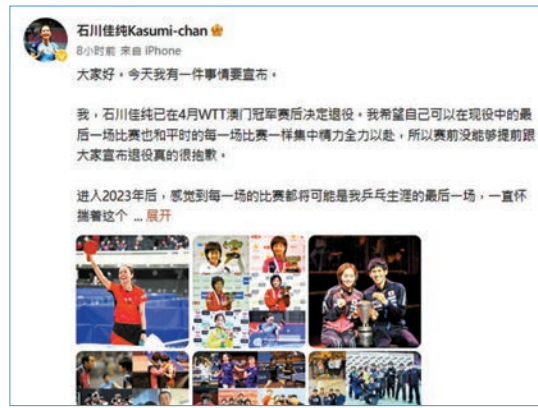 石川佳纯Kasumi-chan
8小时前 来自 iPhone
大家好。今天我有一件事情要宣布。
我，石川佳纯已在4月WTT澳门冠军赛后决定退役。我希望自己可以在现役中的最
后一场比赛也和平时的每一场比赛一样集中精力全力以赴，所以赛前没能够提前跟
大家宣布退役真的很抱歉。
进入2023年后，感觉到每一场的比赛都将可能是我乒乓生涯的最后一场，一直怀
揣着这个 ... 展开